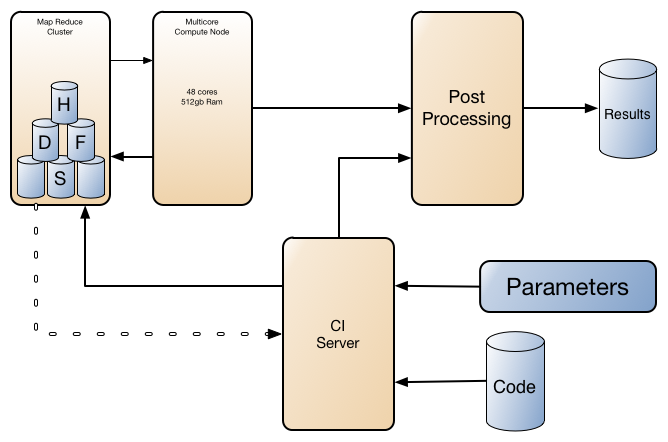 Map Reduce
Cluster
Multicore
Compute Node
48 cores
512gb Ram
H
D
F
S
Post
Processing
Results
CI
Server
Parameters
Code